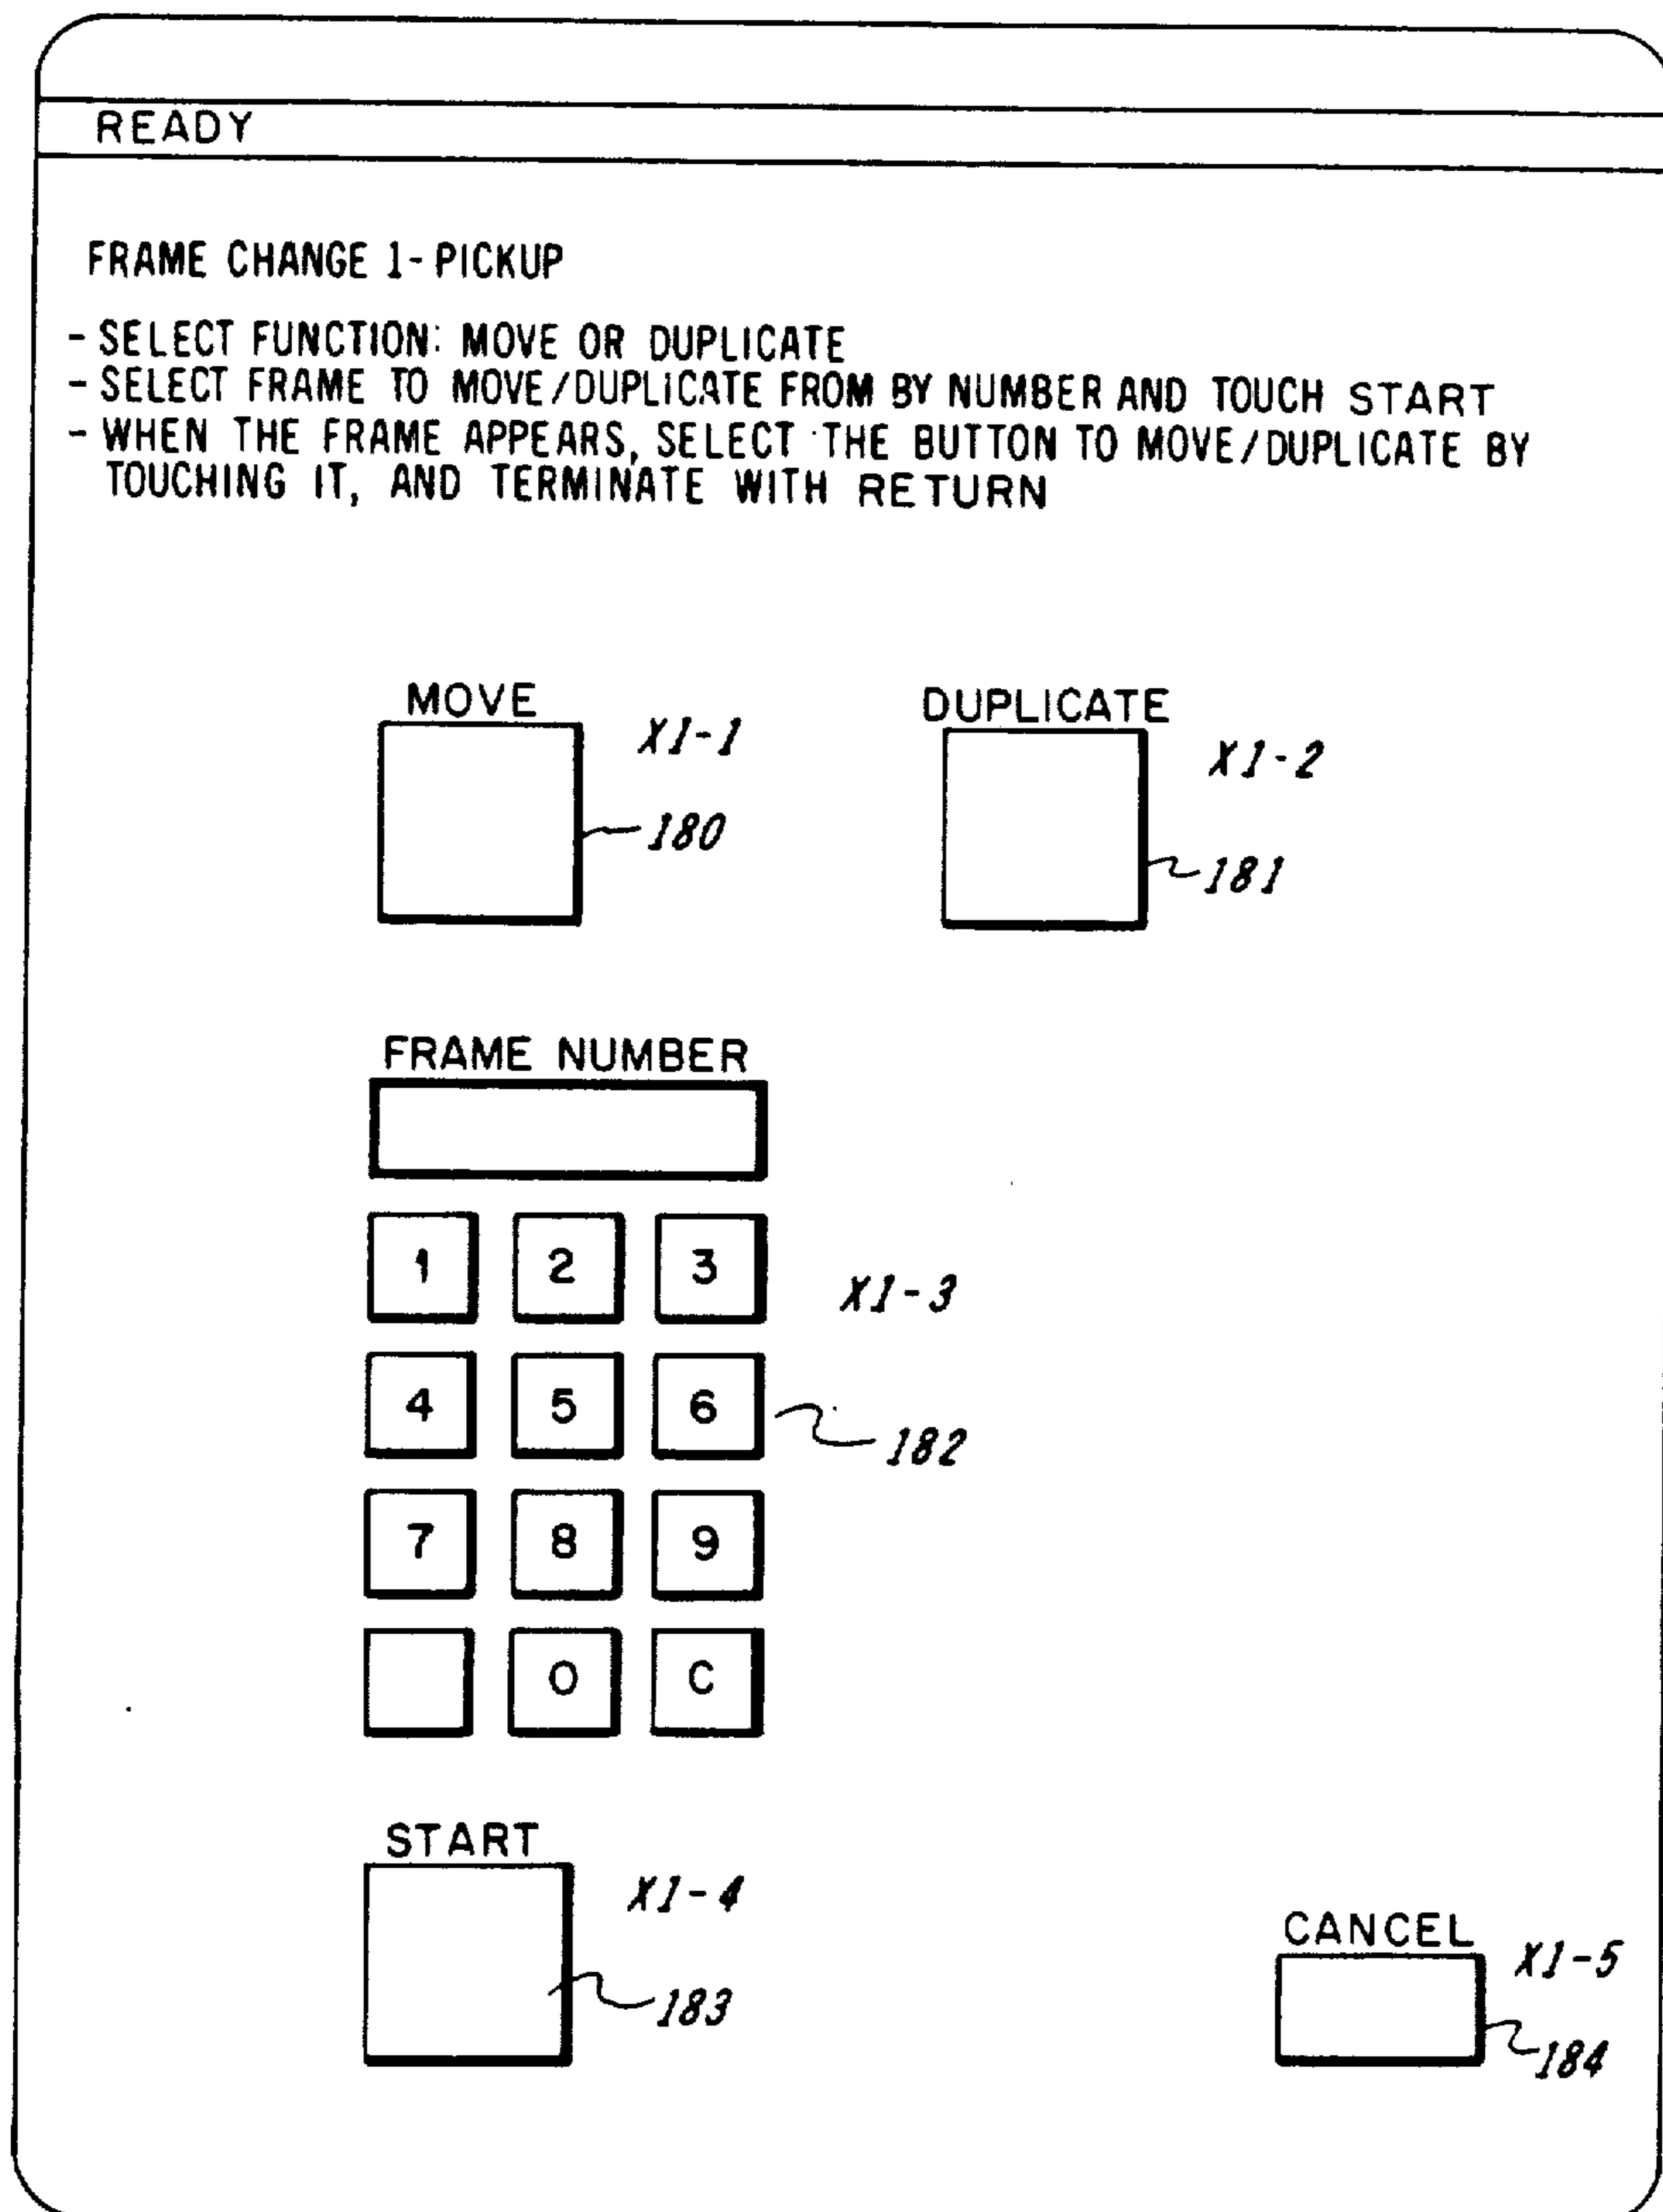 READY
FRAME CHANGE 1- PICKUP
- SELECT FUNCTION: MOVE OR DUPLICATE
- SELECT FRAME TO MOVE/DUPLICATE FROM BY NUMBER AND TOUCH START
- WHEN THE FRAME APPEARS, SELECT THE BUTTON TO MOVE/DUPLICATE BY
TOUCHING IT, AND TERMINATE WITH RETURN
MOVE
X1-1
180
DUPLICATE
X1-2
181
FRAME NUMBER
1 2 3
X1-3
4 5 6
182
7 8 9
0 C
START
X1-4
183
CANCEL
X1-5
184